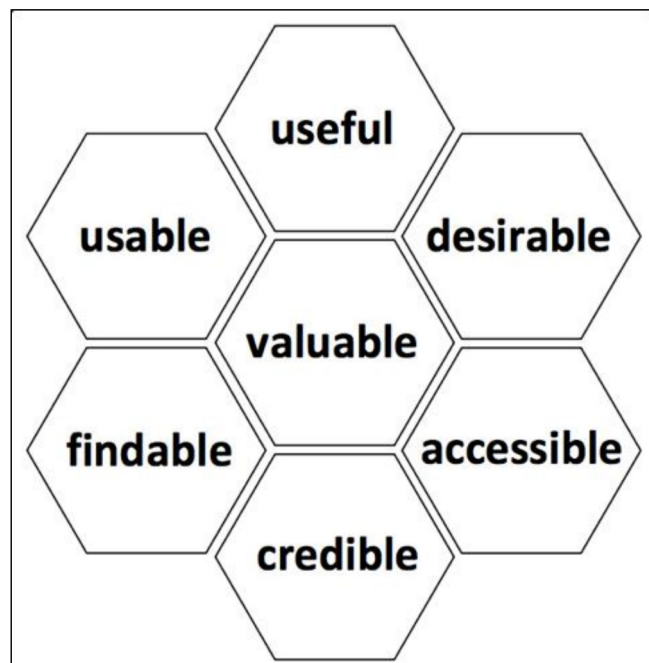 useful
usable
desirable
valuable
findable
accessible
credible